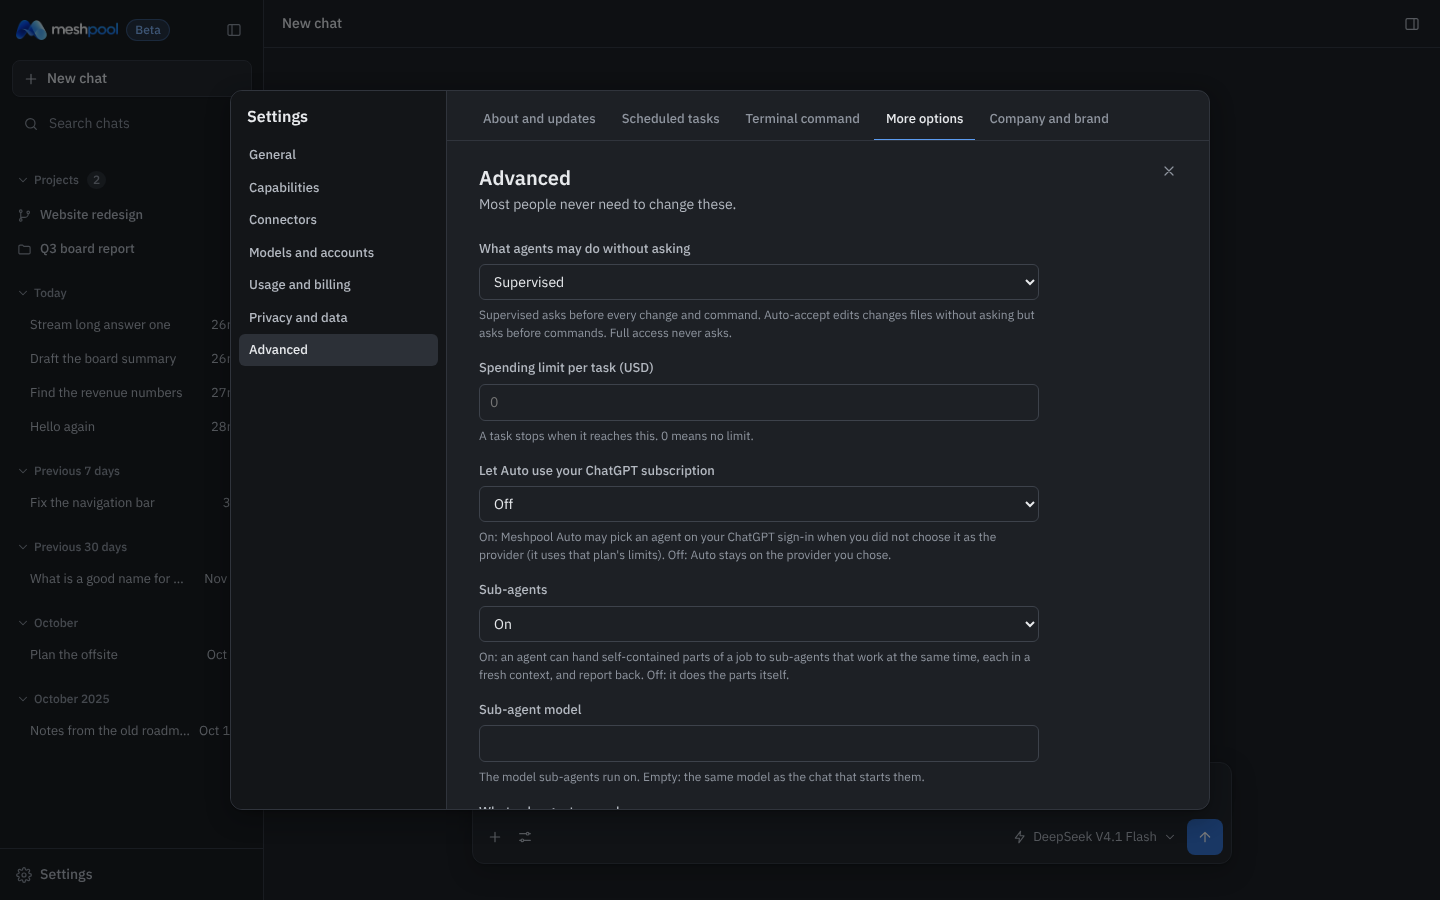 meshpool Beta
New chat
Search chats
Projects 2
Website redesign
Q3 board report
Today
Stream long answer one
Draft the board summary
Find the revenue numbers
Hello again
Previous 7 days
Fix the navigation bar
Previous 30 days
What is a good name for ... Nov
October
Plan the offsite Oct
October 2025
Notes from the old roadm... Oct 1
Settings
New chat
Settings
General
Capabilities
Connectors
Models and accounts
Usage and billing
Privacy and data
Advanced
About and updates Scheduled tasks Terminal command More options Company and brand
Advanced
Most people never need to change these.
What agents may do without asking
Supervised
Supervised asks before every change and command. Auto-accept edits changes files without asking but
asks before commands. Full access never asks.
Spending limit per task (USD)
0
A task stops when it reaches this. 0 means no limit.
Let Auto use your ChatGPT subscription
Off
On: Meshpool Auto may pick an agent on your ChatGPT sign-in when you did not choose it as the
provider (it uses that plan's limits). Off: Auto stays on the provider you chose.
Sub-agents
On
On: an agent can hand self-contained parts of a job to sub-agents that work at the same time, each in a
fresh context, and report back. Off: it does the parts itself.
Sub-agent model
The model sub-agents run on. Empty: the same model as the chat that starts them.
DeepSeek V4.1 Flash